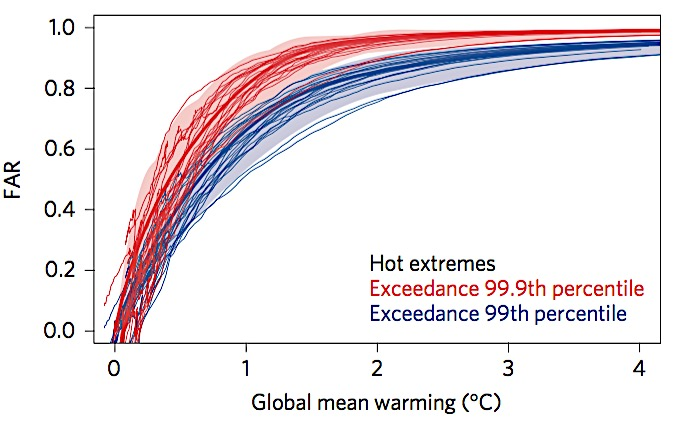 1.0
0.8
0.6
0.4
0.2
0.0
FAR
Hot extremes
Exceedance 99.9th percentile
Exceedance 99th percentile
0 1 2 3 4
Global mean warming (°C)